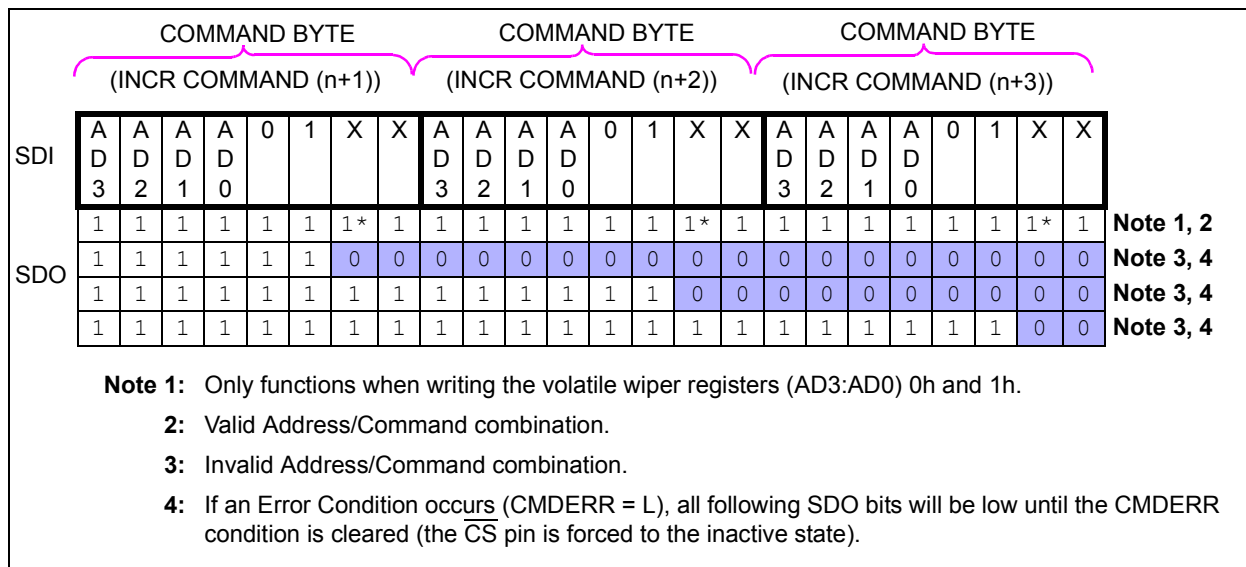 COMMAND BYTE COMMAND BYTE COMMAND BYTE
(INCR COMMAND (n+1)) (INCR COMMAND (n+2)) (INCR COMMAND (n+3))
SDI
A A A A 0 1 X X A A A A 0 1 X X A A A A 0 1 X X
D D D D D D D D D D D D
3 2 1 0 3 2 1 0 3 2 1 0
SDO
1 1 1 1 1 1 1* 1 1 1 1 1 1 1 1* 1 1 1 1 1 1 1 1* 1 Note 1, 2
1 1 1 1 1 1 0 0 0 0 0 0 0 0 0 0 0 0 0 0 0 0 0 0 Note 3, 4
1 1 1 1 1 1 1 1 1 1 1 1 1 1 0 0 0 0 0 0 0 0 0 0 Note 3, 4
1 1 1 1 1 1 1 1 1 1 1 1 1 1 1 1 1 1 1 1 1 1 0 0 Note 3, 4
Note 1: Only functions when writing the volatile wiper registers (AD3:AD0) 0h and 1h.
2: Valid Address/Command combination.
3: Invalid Address/Command combination.
4: If an Error Condition occurs (CMDERR = L), all following SDO bits will be low until the CMDERR
condition is cleared (the C̅S̅ pin is forced to the inactive state).